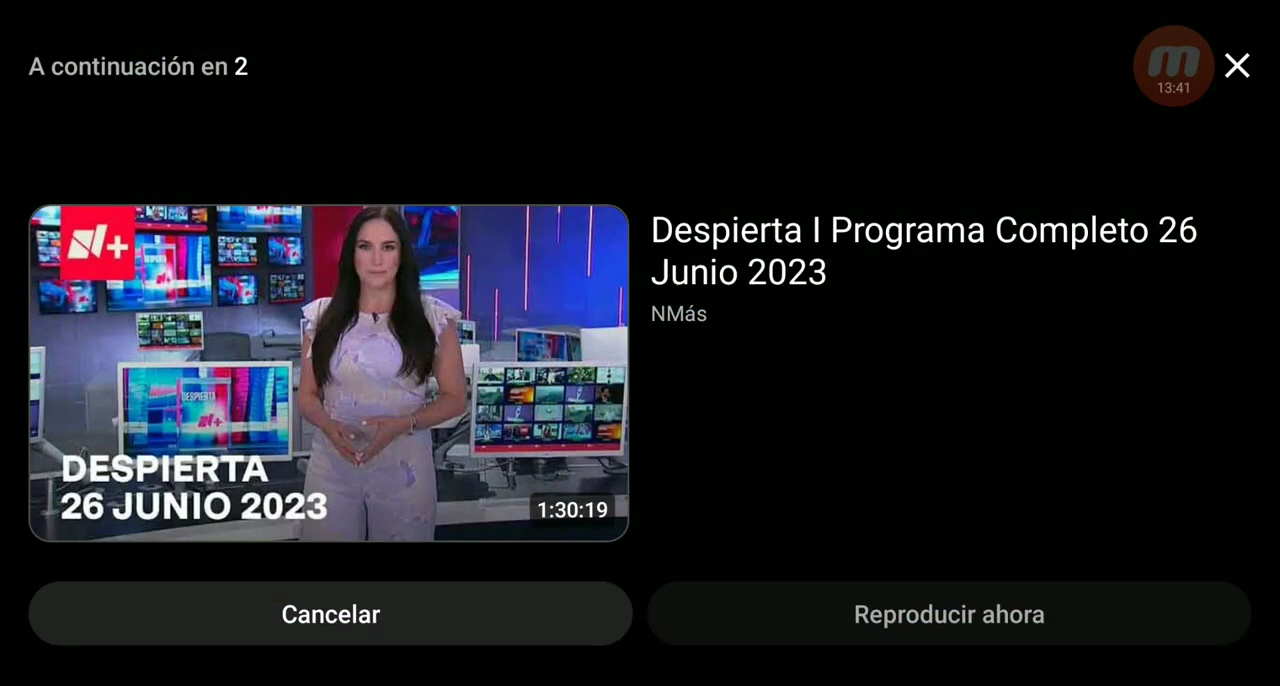 A continuación en 2
13:41
Despierta I Programa Completo 26
Junio 2023
NMás
N+
DESPIERTA
DESPIERTA
26 JUNIO 2023
1:30:19
Cancelar
Reproducir ahora